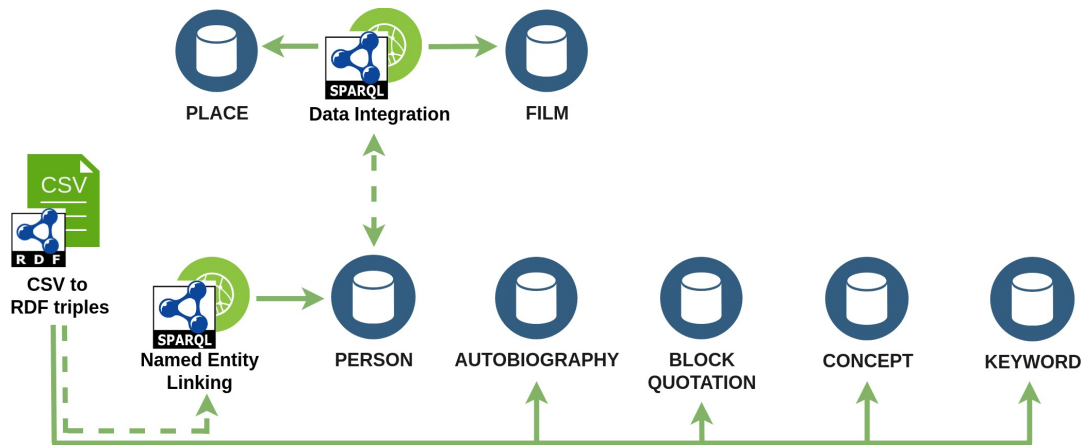 SPARQL
PLACE
Data Integration
FILM
CSV
R D F
CSV to
RDF triples
SPARQL
Named Entity
Linking
PERSON
AUTOBIOGRAPHY
BLOCK
QUOTATION
CONCEPT
KEYWORD